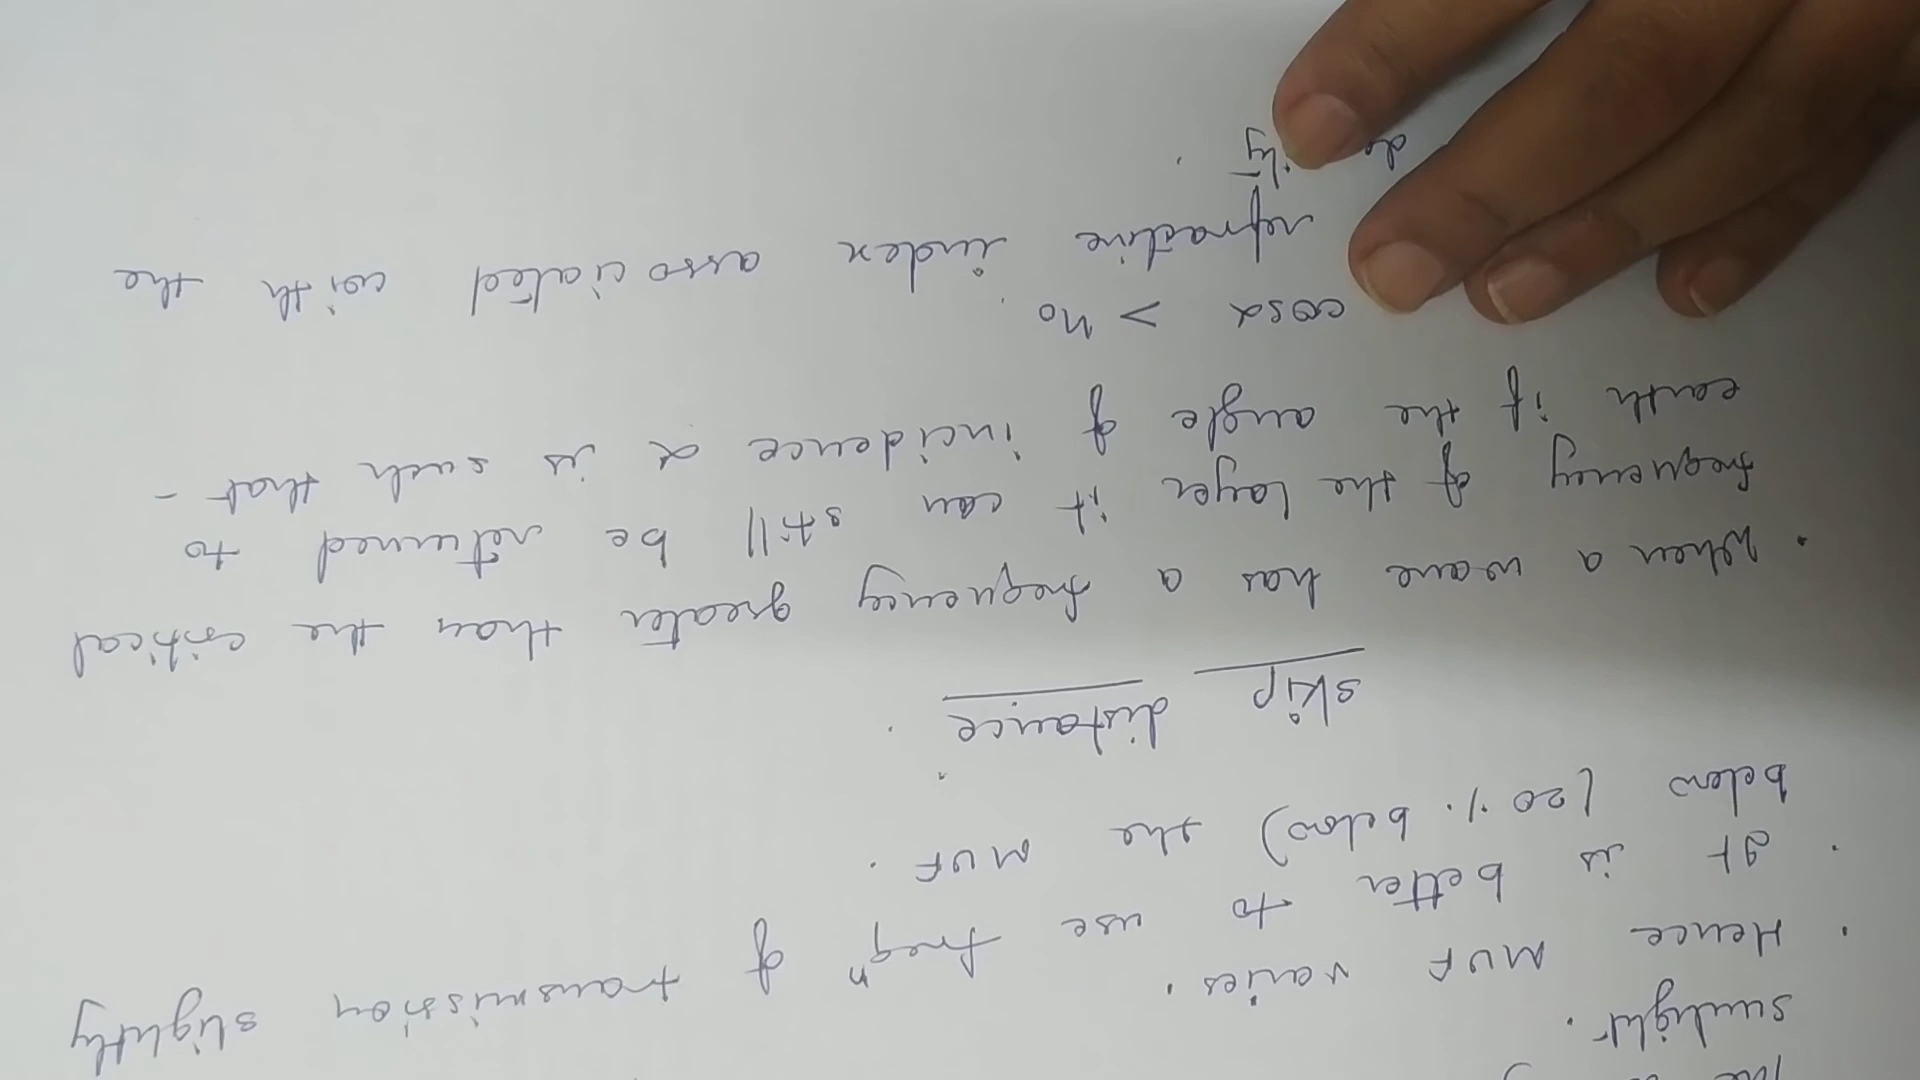 sunlight.
. Hence MUF varies.
. It is better to use freqn of transmission slightly
below (20% below) the MUF.
skip distance.
. When a wave has a frequency greater than the critical
frequency of the layer it can still be returned to
earth if the angle of incidence α is such that -
cosα > no
refractive index associated with the